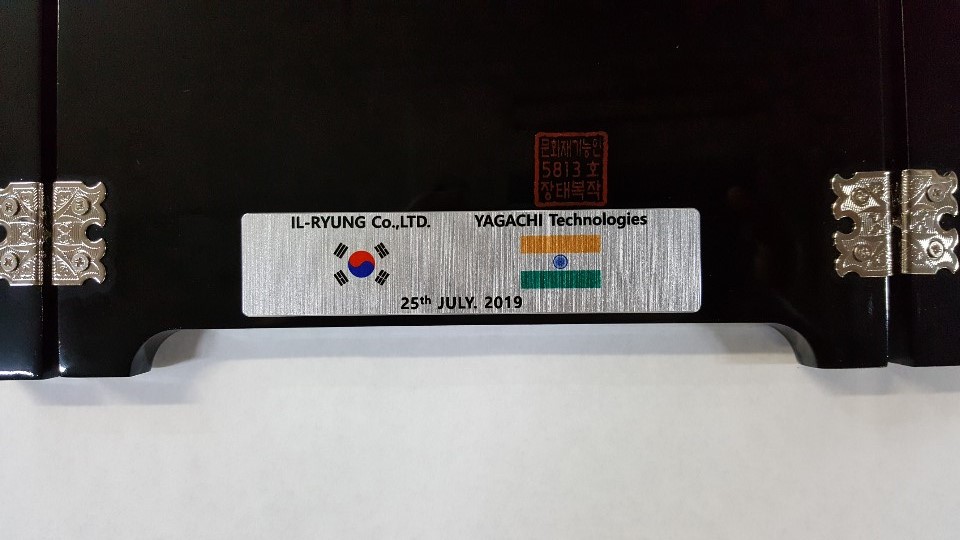 문화재기능인
5813 호
장태복작
IL-RYUNG Co.,LTD. YAGACHI Technologies
25th JULY. 2019